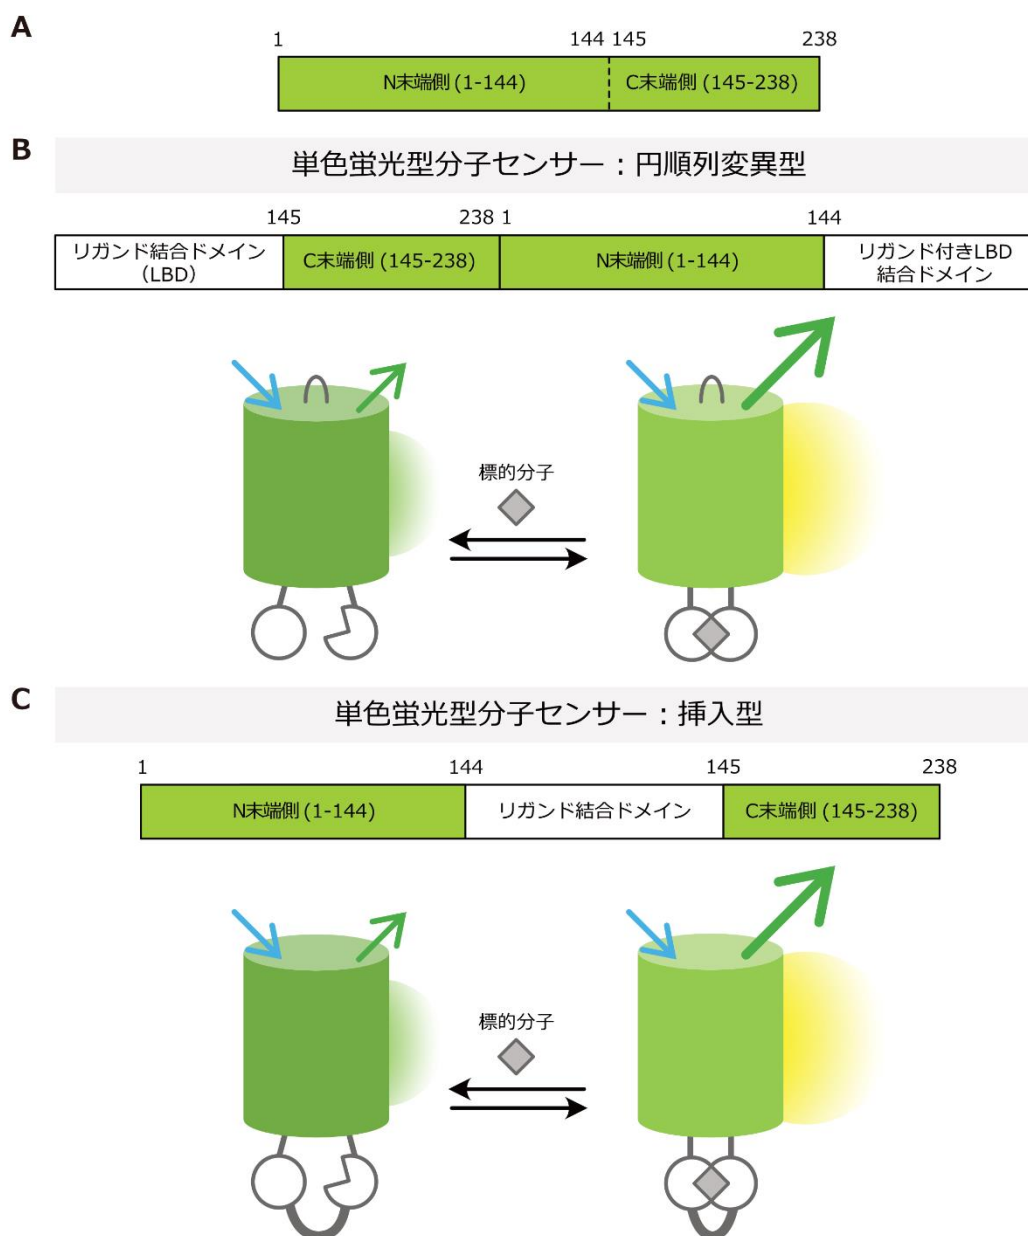 A
1 144 145 238
N末端側 (1-144) C末端側 (145-238)
B
単色蛍光型分子センサー：円順列変異型
145 238 1 144
リガンド結合ドメイン
（LBD）
C末端側 (145-238)
N末端側 (1-144)
リガンド付きLBD
結合ドメイン
標的分子
C
単色蛍光型分子センサー：挿入型
1 144 145 238
N末端側 (1-144) リガンド結合ドメイン C末端側 (145-238)
標的分子